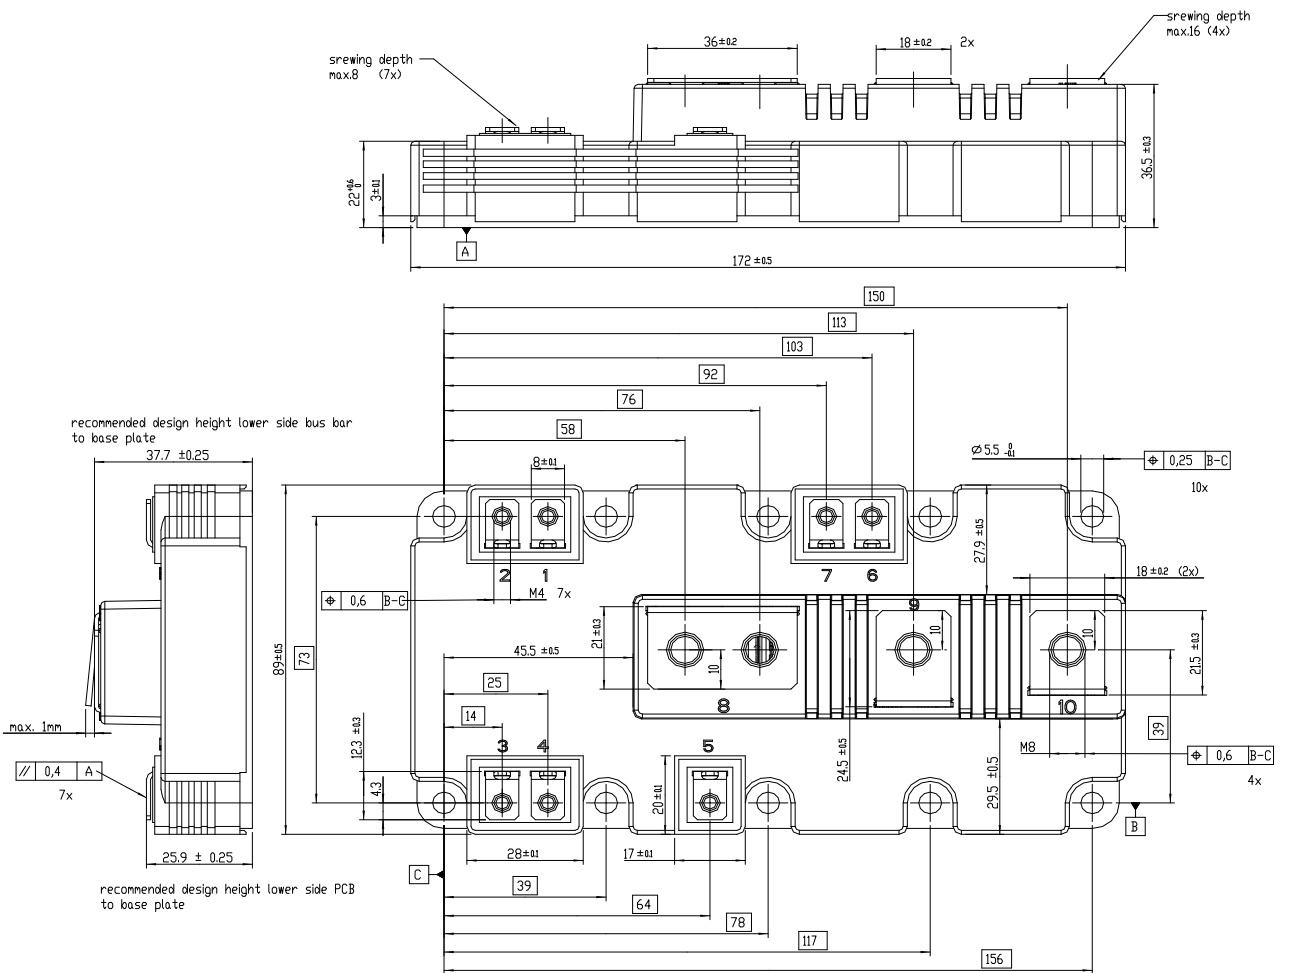 srewing depth
max.16 (4x)
36±0.2
18±0.2 2x
srewing depth
max.8 (7x)
36.5 ±0.3
22+0.6 0
3±0.1
A
172 ±0.5
150
113
103
92
76
58
recommended design height lower side bus bar
to base plate
37.7 ±0.25
8±0.1
Ø5.5 0 -0.1
⌖ 0,25 B-C
10x
27.9 ±0.5
2 1
7 6
18 ±0.2 (2x)
M4 7x
⌖ 0,6 B-C
9
21±0.3
10
10
10
21.5 ±0.3
45.5 ±0.5
89±0.5
73
25
8
10
14
max. 1mm
12.3 ±0.3
3 4
5
24.5 ±0.5
M8
39
⌖ 0,6 B-C
4x
// 0,4 A
7x
4.3
20±0.1
29.5 ±0.5
B
25.9 ± 0.25
28±0.1
17 ±0.1
C
39
recommended design height lower side PCB
to base plate
64
78
117
156